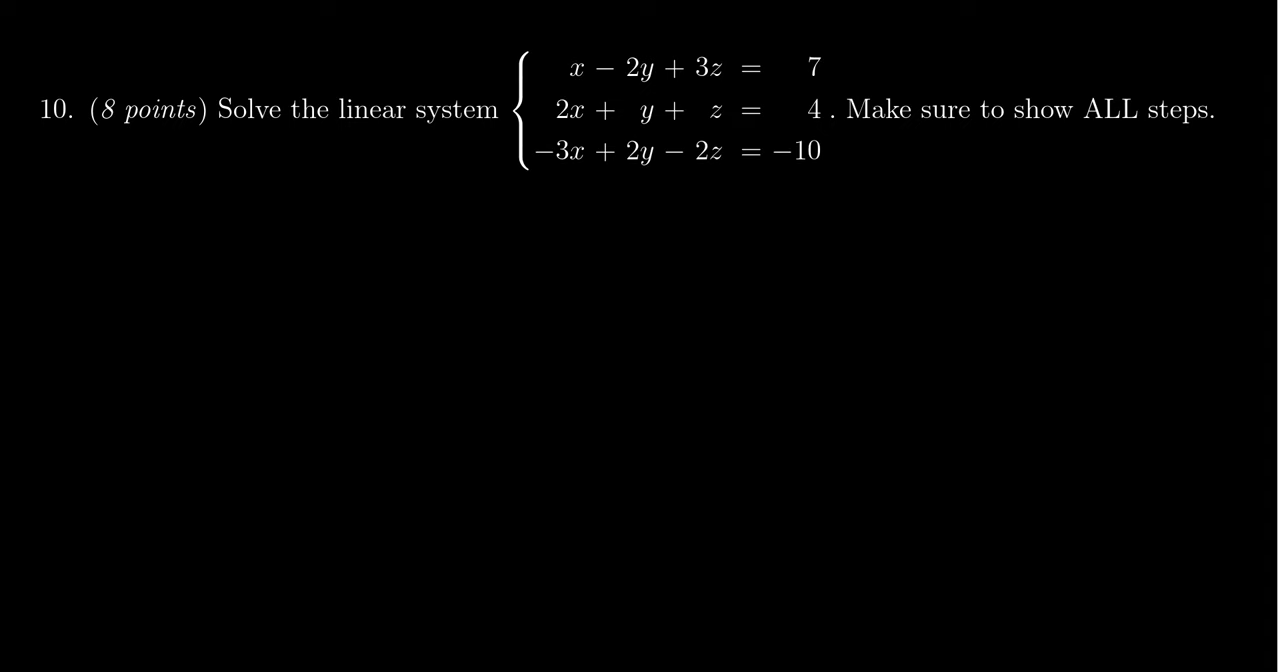 x − 2y + 3z = 7
10. (8 points) Solve the linear system { 2x + y + z = 4 . Make sure to show ALL steps.
−3x + 2y − 2z = −10